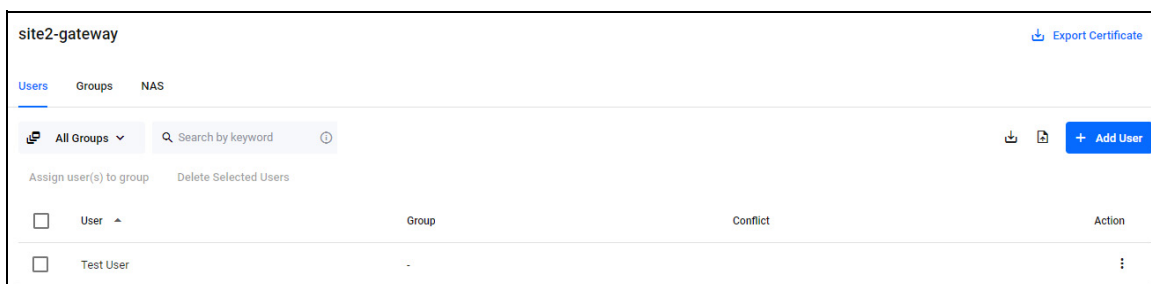 site2-gateway Export Certificate
Users Groups NAS
All Groups Search by keyword + Add User
Assign user(s) to group Delete Selected Users
User Group Conflict Action
Test User -